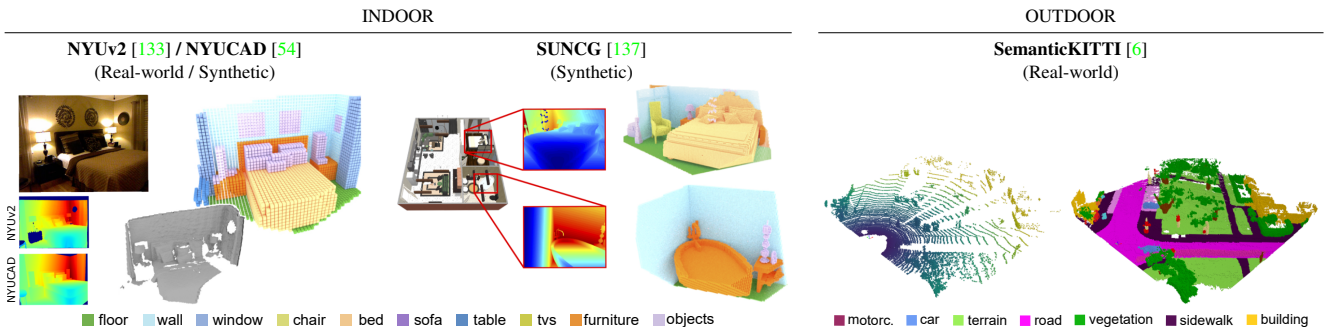 INDOOR
OUTDOOR
NYUv2 [133] / NYUCAD [54]
(Real-world / Synthetic)
SUNCG [137]
(Synthetic)
SemanticKITTI [6]
(Real-world)
NYUv2
NYUCAD
floor wall window chair bed sofa table tvs furniture objects
motorc. car terrain road vegetation sidewalk building